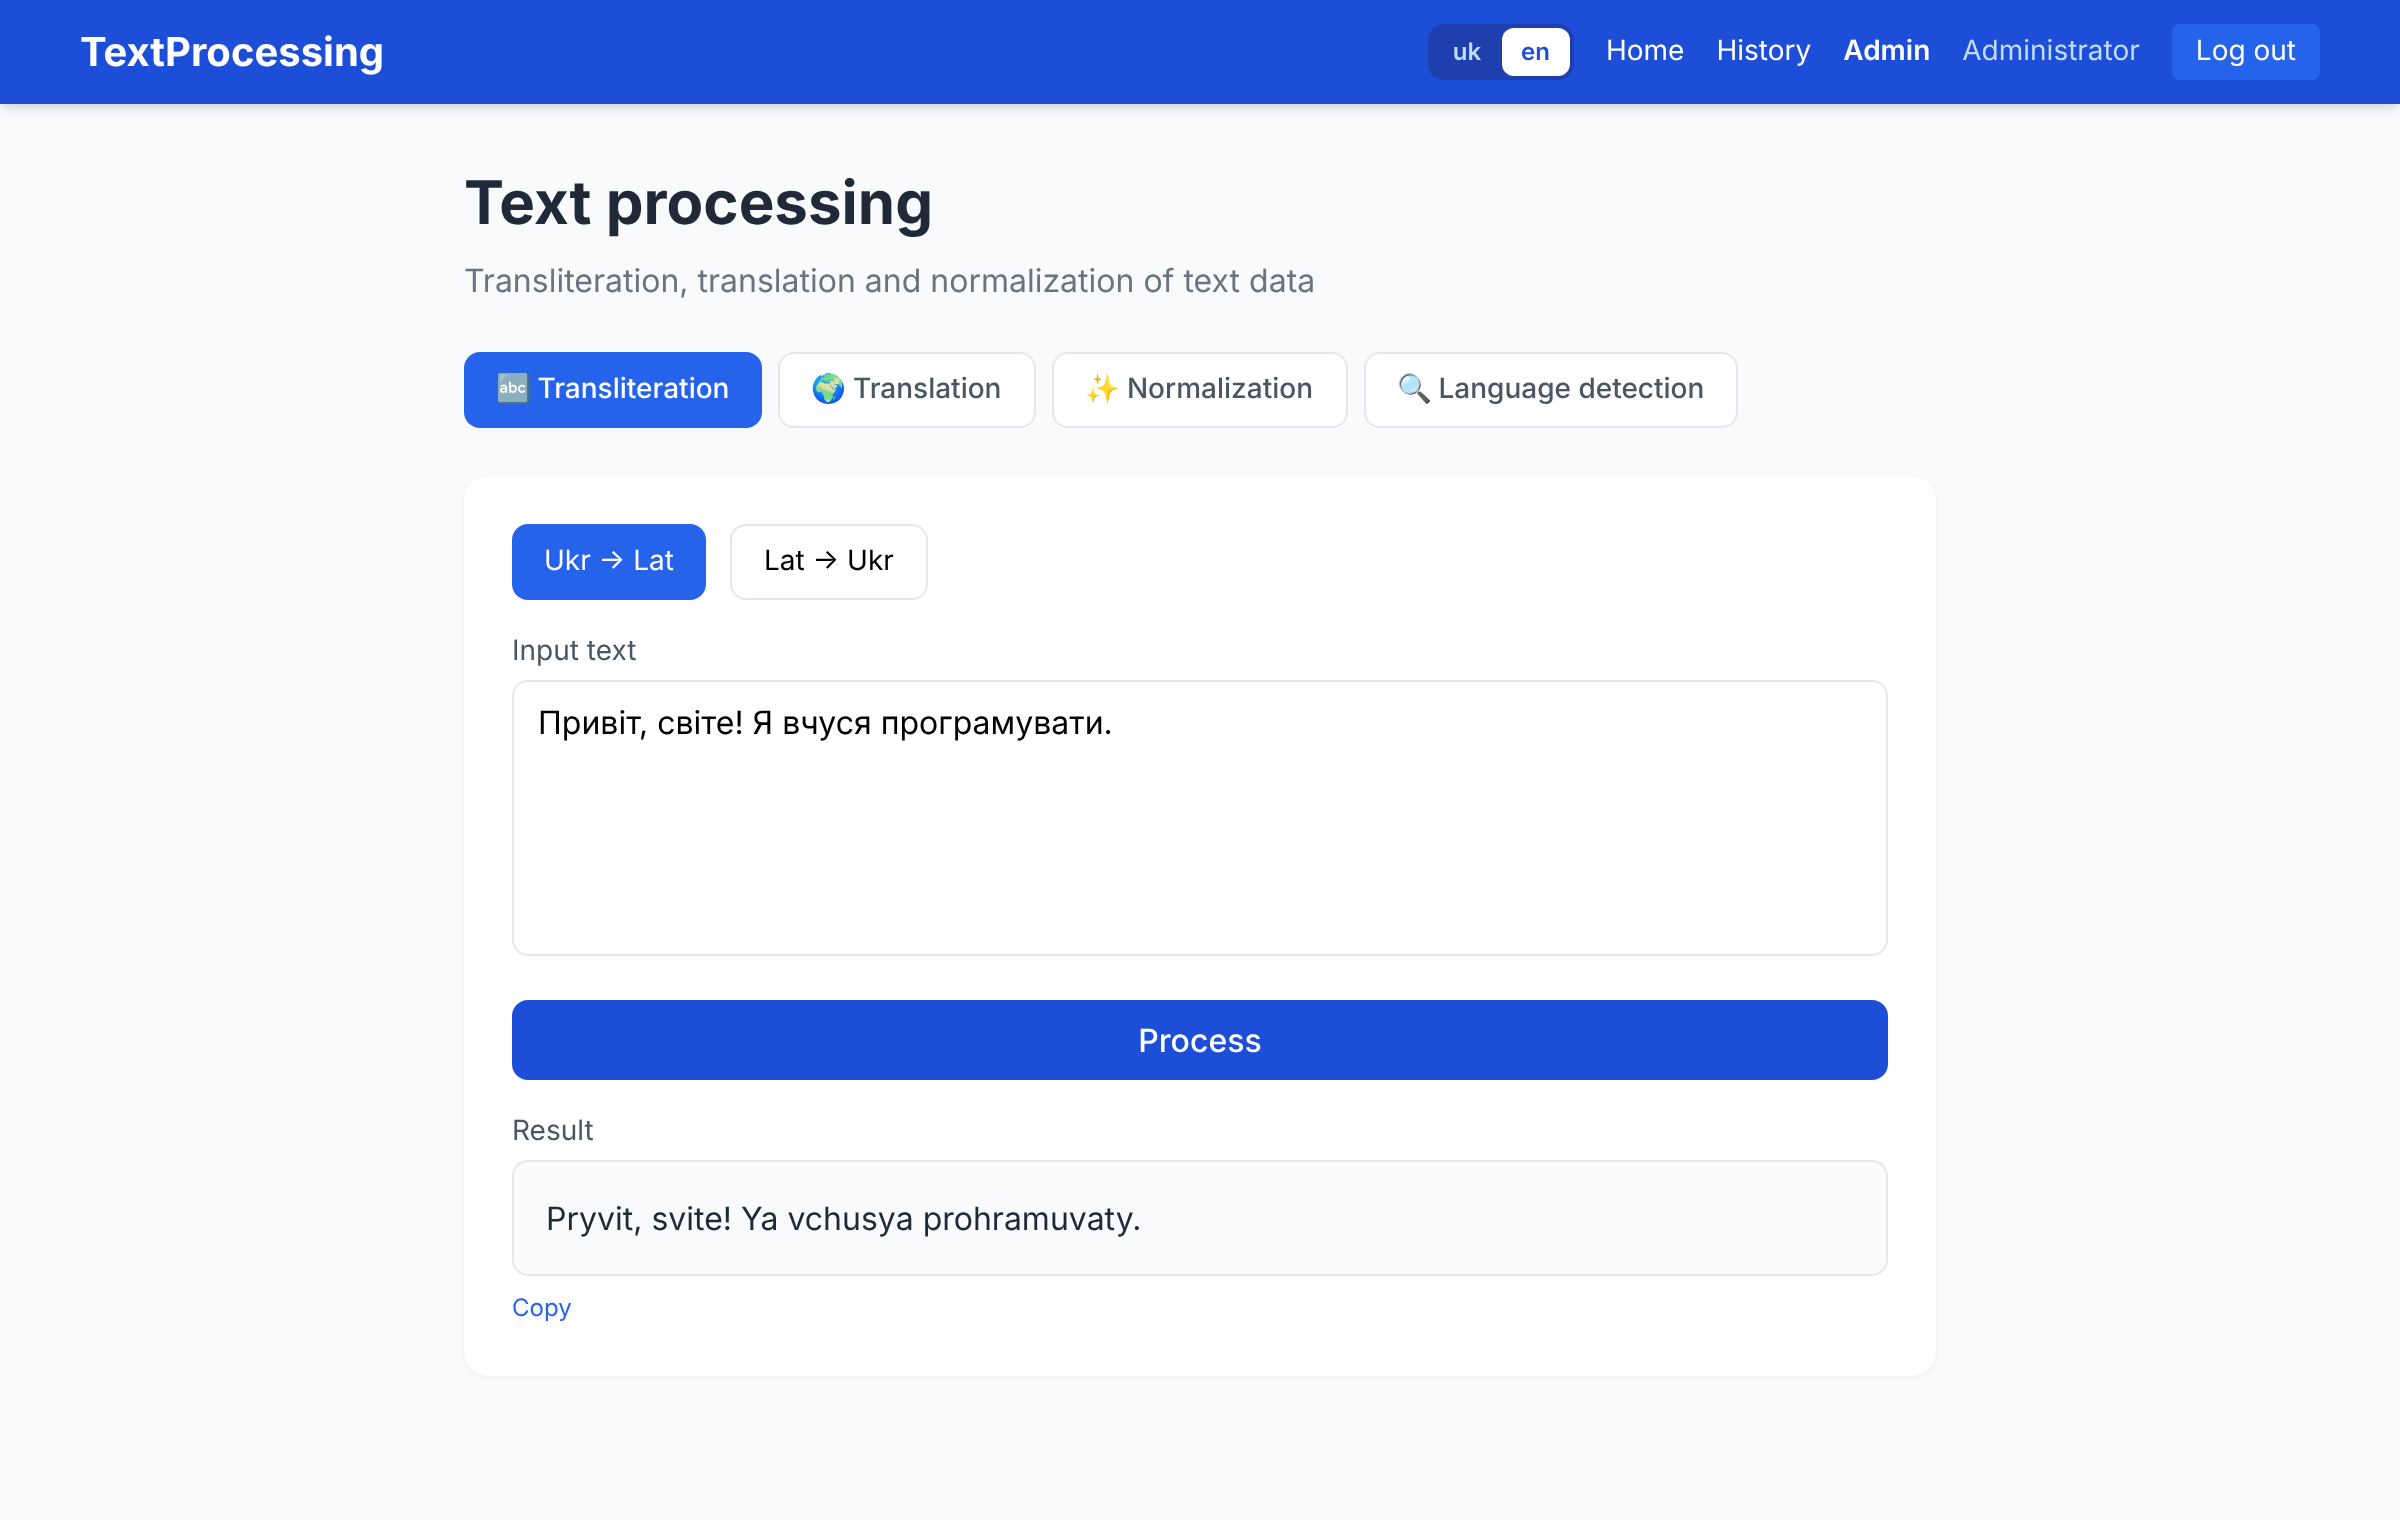 TextProcessing
uk en Home History Admin Administrator Log out
Text processing
Transliteration, translation and normalization of text data
abc Transliteration Translation Normalization Language detection
Ukr → Lat Lat → Ukr
Input text
Привіт, світе! Я вчуся програмувати.
Process
Result
Pryvit, svite! Ya vchusya prohramuvaty.
Copy